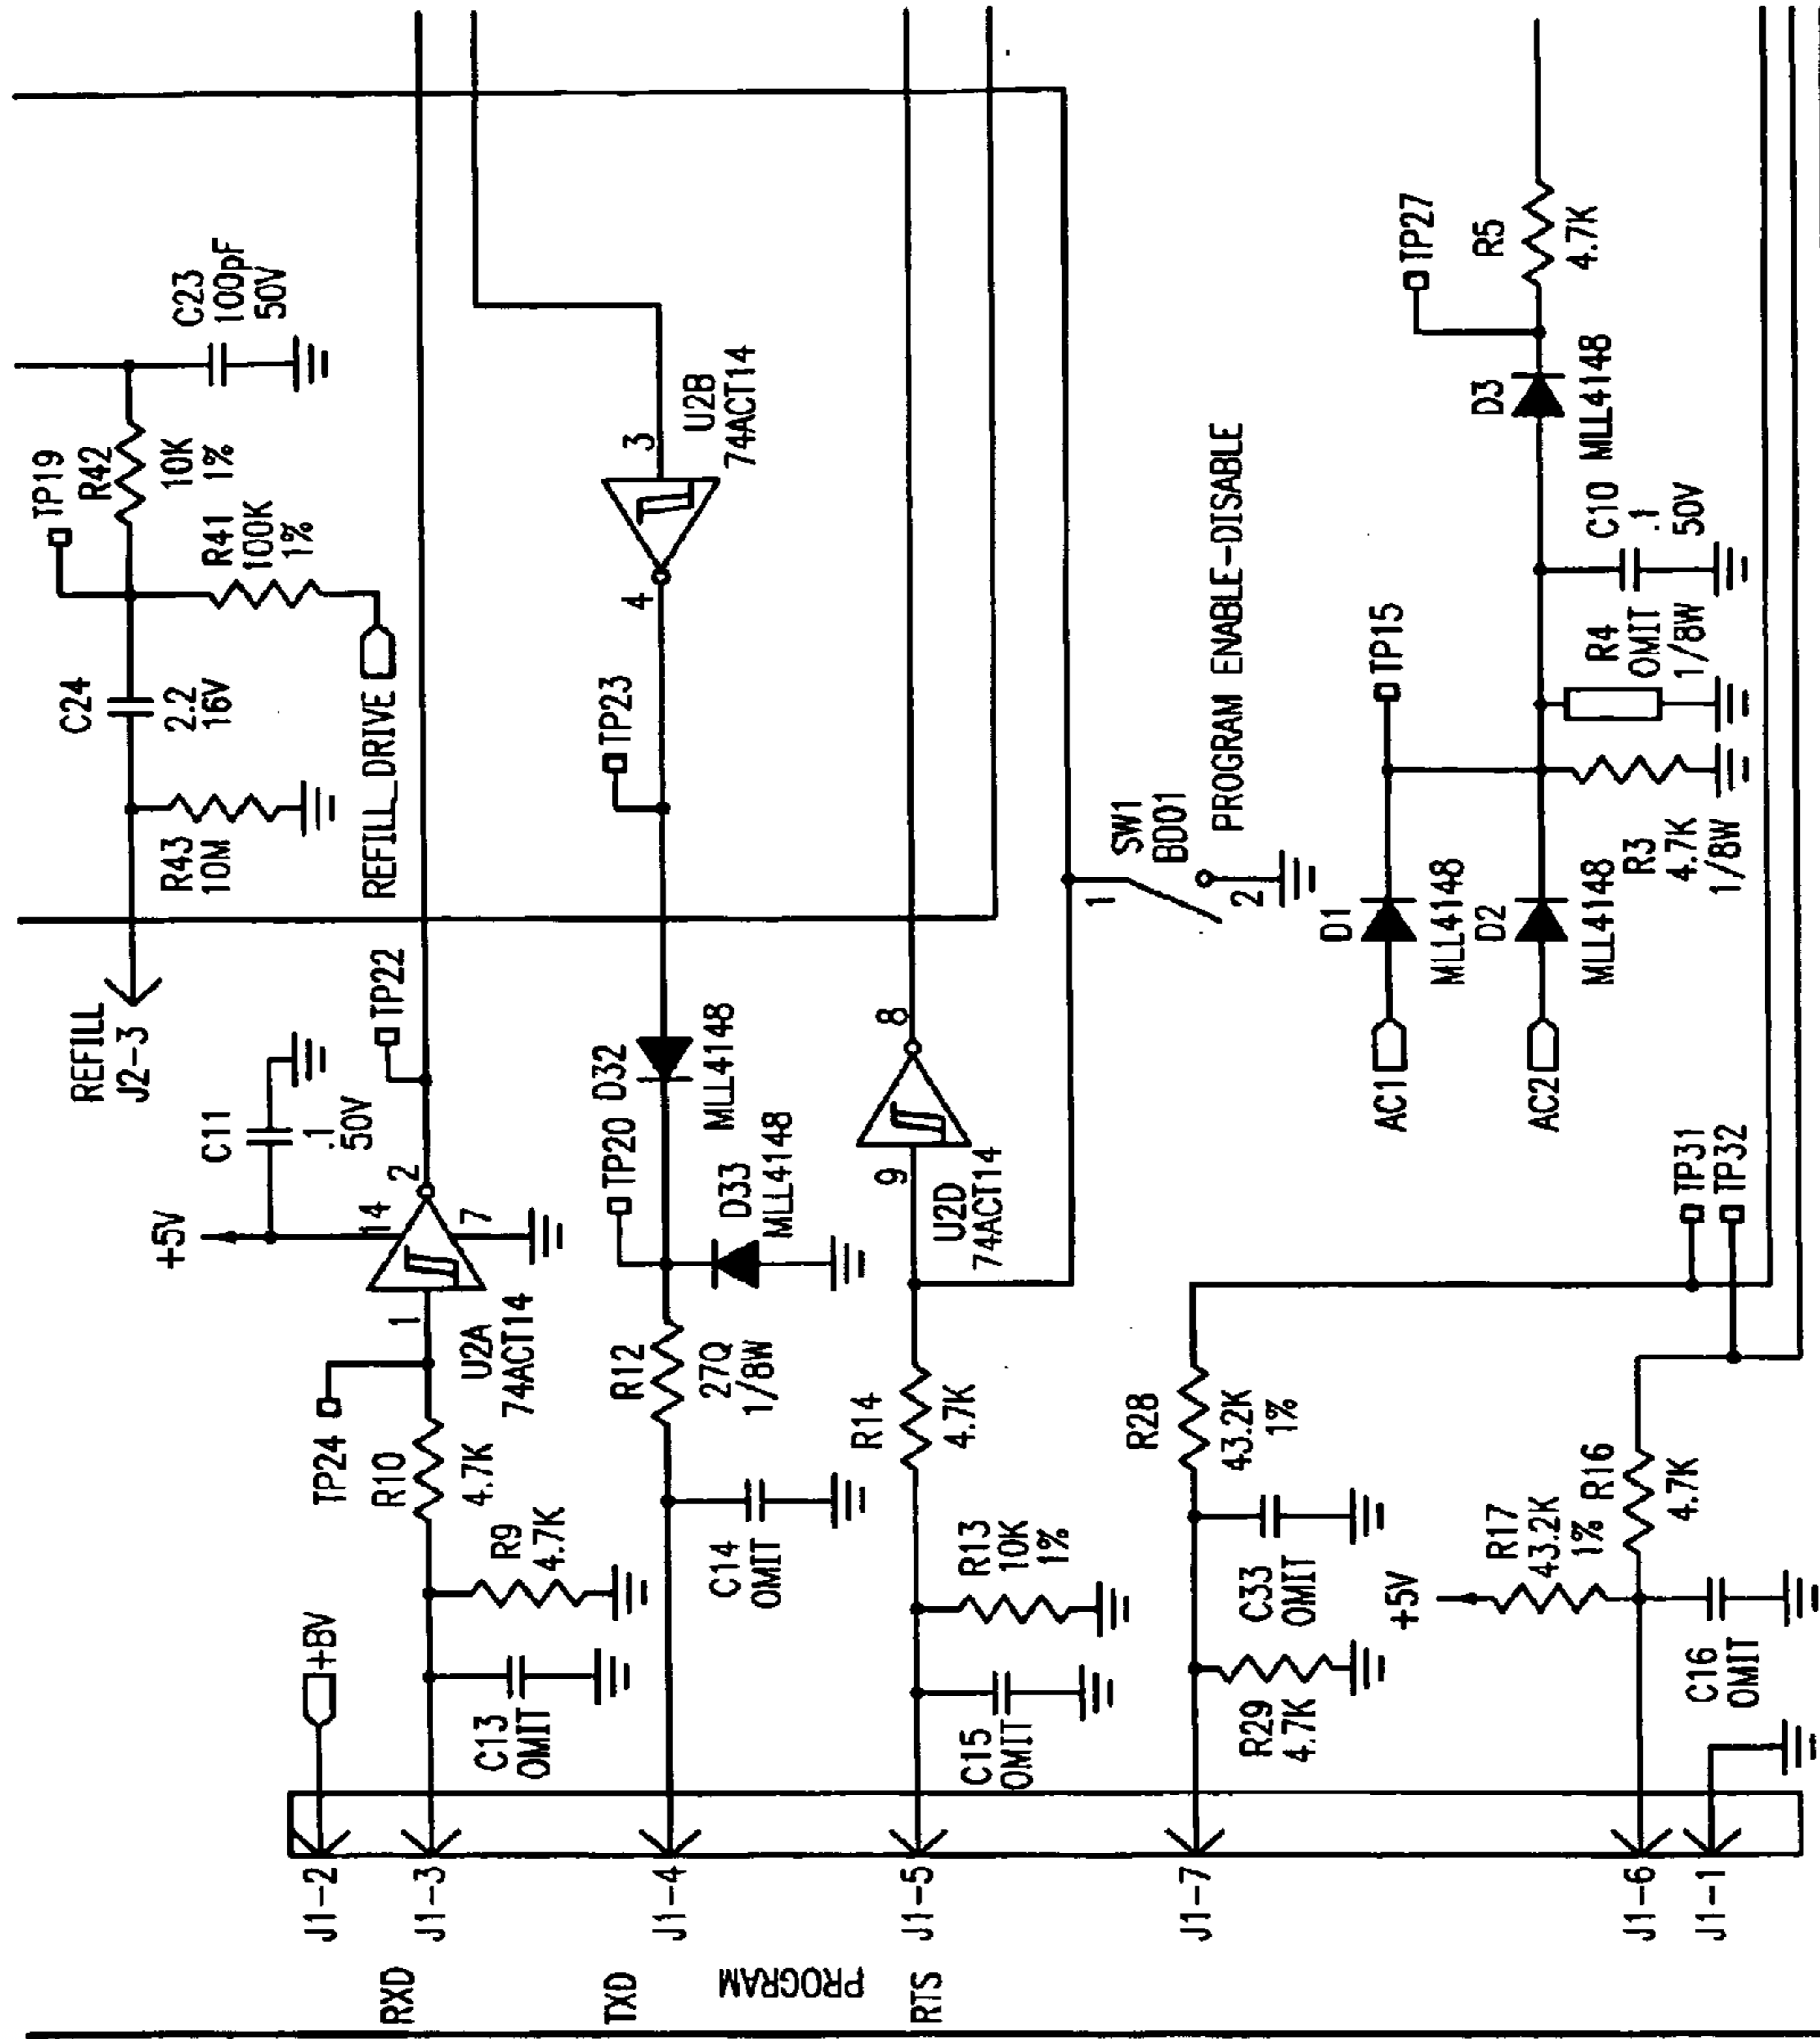 TP19
R42
10K
1%
C23
100pF
50V
C24
2.2
16V
R41
100K
1%
R43
10M
REFILL_DRIVE
REFILL
J2-3
C11
.1
50V
+5V
TP22
14
2
7
1
U2A
74ACT14
TP24
R10
4.7K
R9
4.7K
C13
OMIT
+BV
J1-2
J1-3
RXD
3
U2B
74ACT14
4
TP23
D32
MLL4148
TP20
D33
MLL4148
R12
27Ω
1/8W
C14
OMIT
J1-4
TXD
PROGRAM
8
9
U2D
74ACT14
R14
4.7K
R13
10K
1%
C15
OMIT
J1-5
RTS
SW1
BD01
1
2
PROGRAM ENABLE-DISABLE
R28
43.2K
1%
C33
OMIT
R29
4.7K
J1-7
TP15
TP27
D1
MLL4148
D2
MLL4148
AC1
AC2
R3
4.7K
1/8W
R4
OMIT
1/8W
C10
.1
50V
D3
MLL4148
R5
4.7K
TP31
TP32
R16
4.7K
R17
43.2K
1%
+5V
C16
OMIT
J1-6
J1-1